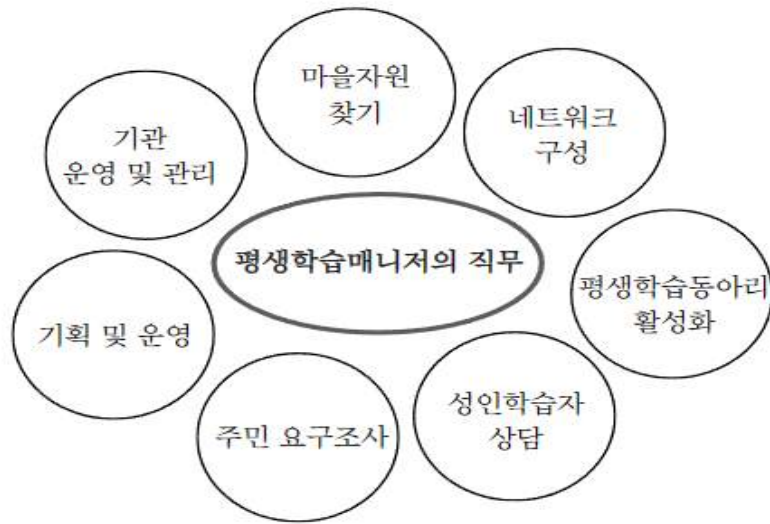 마을자원
찾기
네트워크
구성
기관
운영 및 관리
평생학습매니저의 직무
평생학습동아리
활성화
기획 및 운영
성인학습자
상담
주민 요구조사